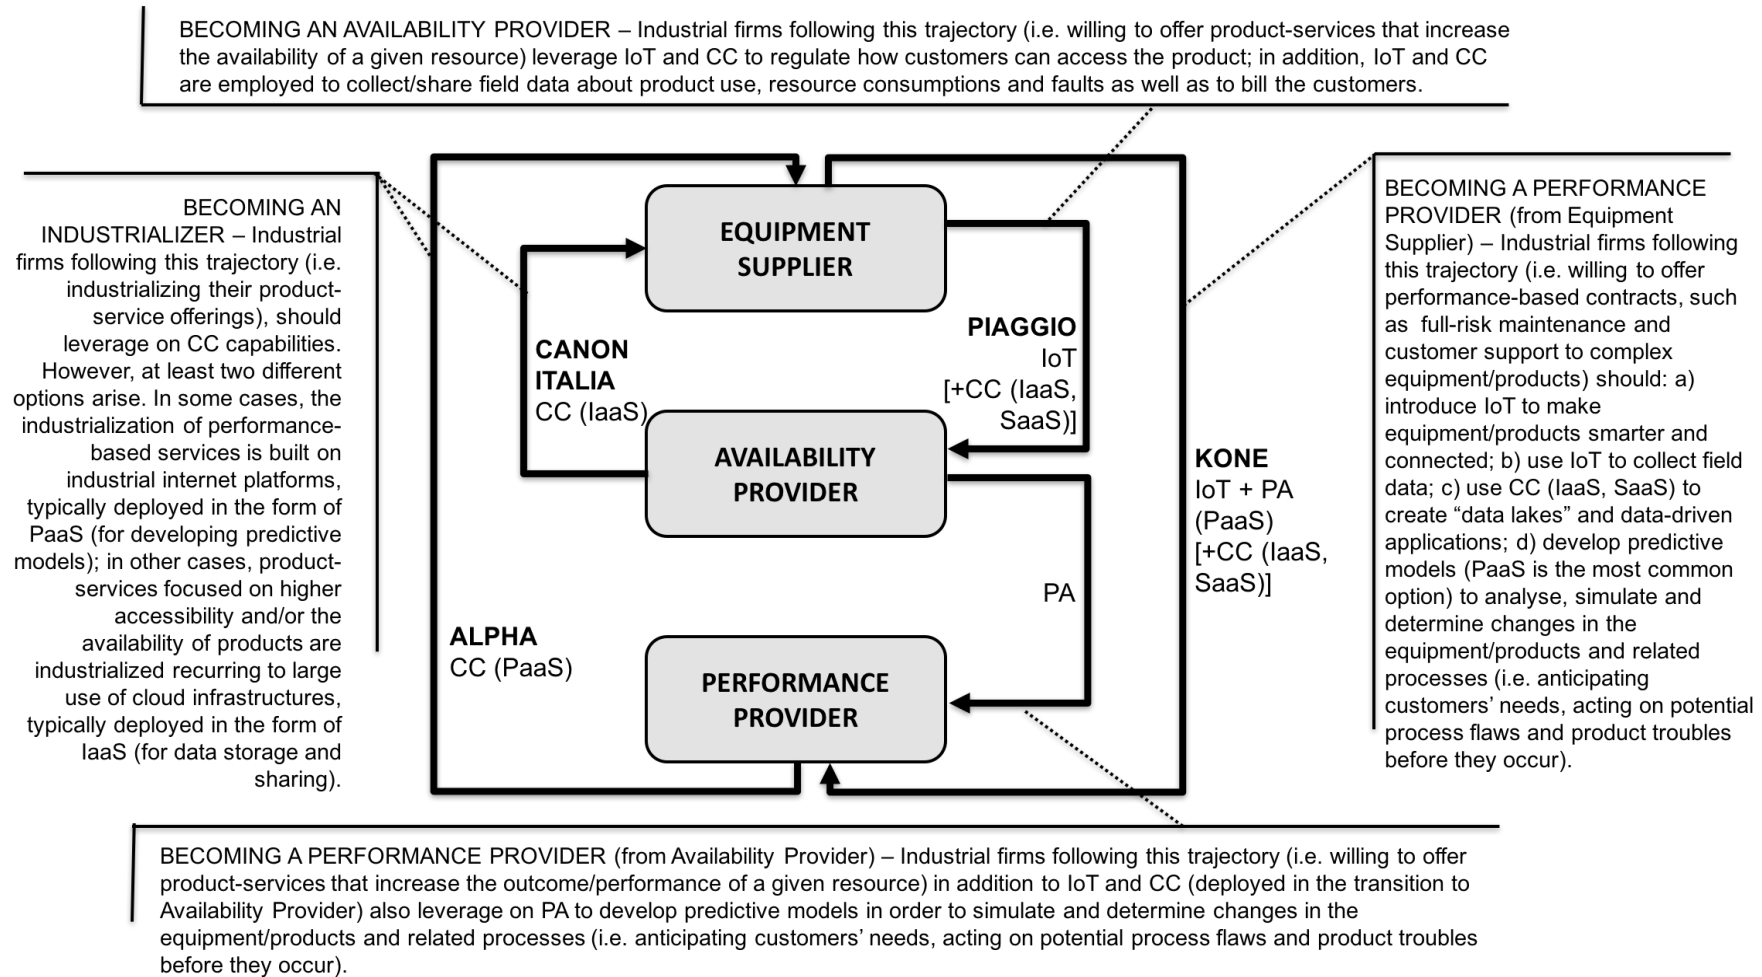 BECOMING AN AVAILABILITY PROVIDER – Industrial firms following this trajectory (i.e. willing to offer product-services that increase
the availability of a given resource) leverage IoT and CC to regulate how customers can access the product; in addition, IoT and CC
are employed to collect/share field data about product use, resource consumptions and faults as well as to bill the customers.
BECOMING AN
INDUSTRIALIZER – Industrial
firms following this trajectory (i.e.
industrializing their product-
service offerings), should
leverage on CC capabilities.
However, at least two different
options arise. In some cases, the
industrialization of performance-
based services is built on
industrial internet platforms,
typically deployed in the form of
PaaS (for developing predictive
models); in other cases, product-
services focused on higher
accessibility and/or the
availability of products are
industrialized recurring to large
use of cloud infrastructures,
typically deployed in the form of
IaaS (for data storage and
sharing).
EQUIPMENT
SUPPLIER
CANON
ITALIA
CC (IaaS)
PIAGGIO
IoT
[+CC (IaaS,
SaaS)]
AVAILABILITY
PROVIDER
KONE
IoT + PA
(PaaS)
[+CC (IaaS,
SaaS)]
PA
ALPHA
CC (PaaS)
PERFORMANCE
PROVIDER
BECOMING A PERFORMANCE
PROVIDER (from Equipment
Supplier) – Industrial firms following
this trajectory (i.e. willing to offer
performance-based contracts, such
as full-risk maintenance and
customer support to complex
equipment/products) should: a)
introduce IoT to make
equipment/products smarter and
connected; b) use IoT to collect field
data; c) use CC (IaaS, SaaS) to
create “data lakes” and data-driven
applications; d) develop predictive
models (PaaS is the most common
option) to analyse, simulate and
determine changes in the
equipment/products and related
processes (i.e. anticipating
customers’ needs, acting on potential
process flaws and product troubles
before they occur).
BECOMING A PERFORMANCE PROVIDER (from Availability Provider) – Industrial firms following this trajectory (i.e. willing to offer
product-services that increase the outcome/performance of a given resource) in addition to IoT and CC (deployed in the transition to
Availability Provider) also leverage on PA to develop predictive models in order to simulate and determine changes in the
equipment/products and related processes (i.e. anticipating customers’ needs, acting on potential process flaws and product troubles
before they occur).